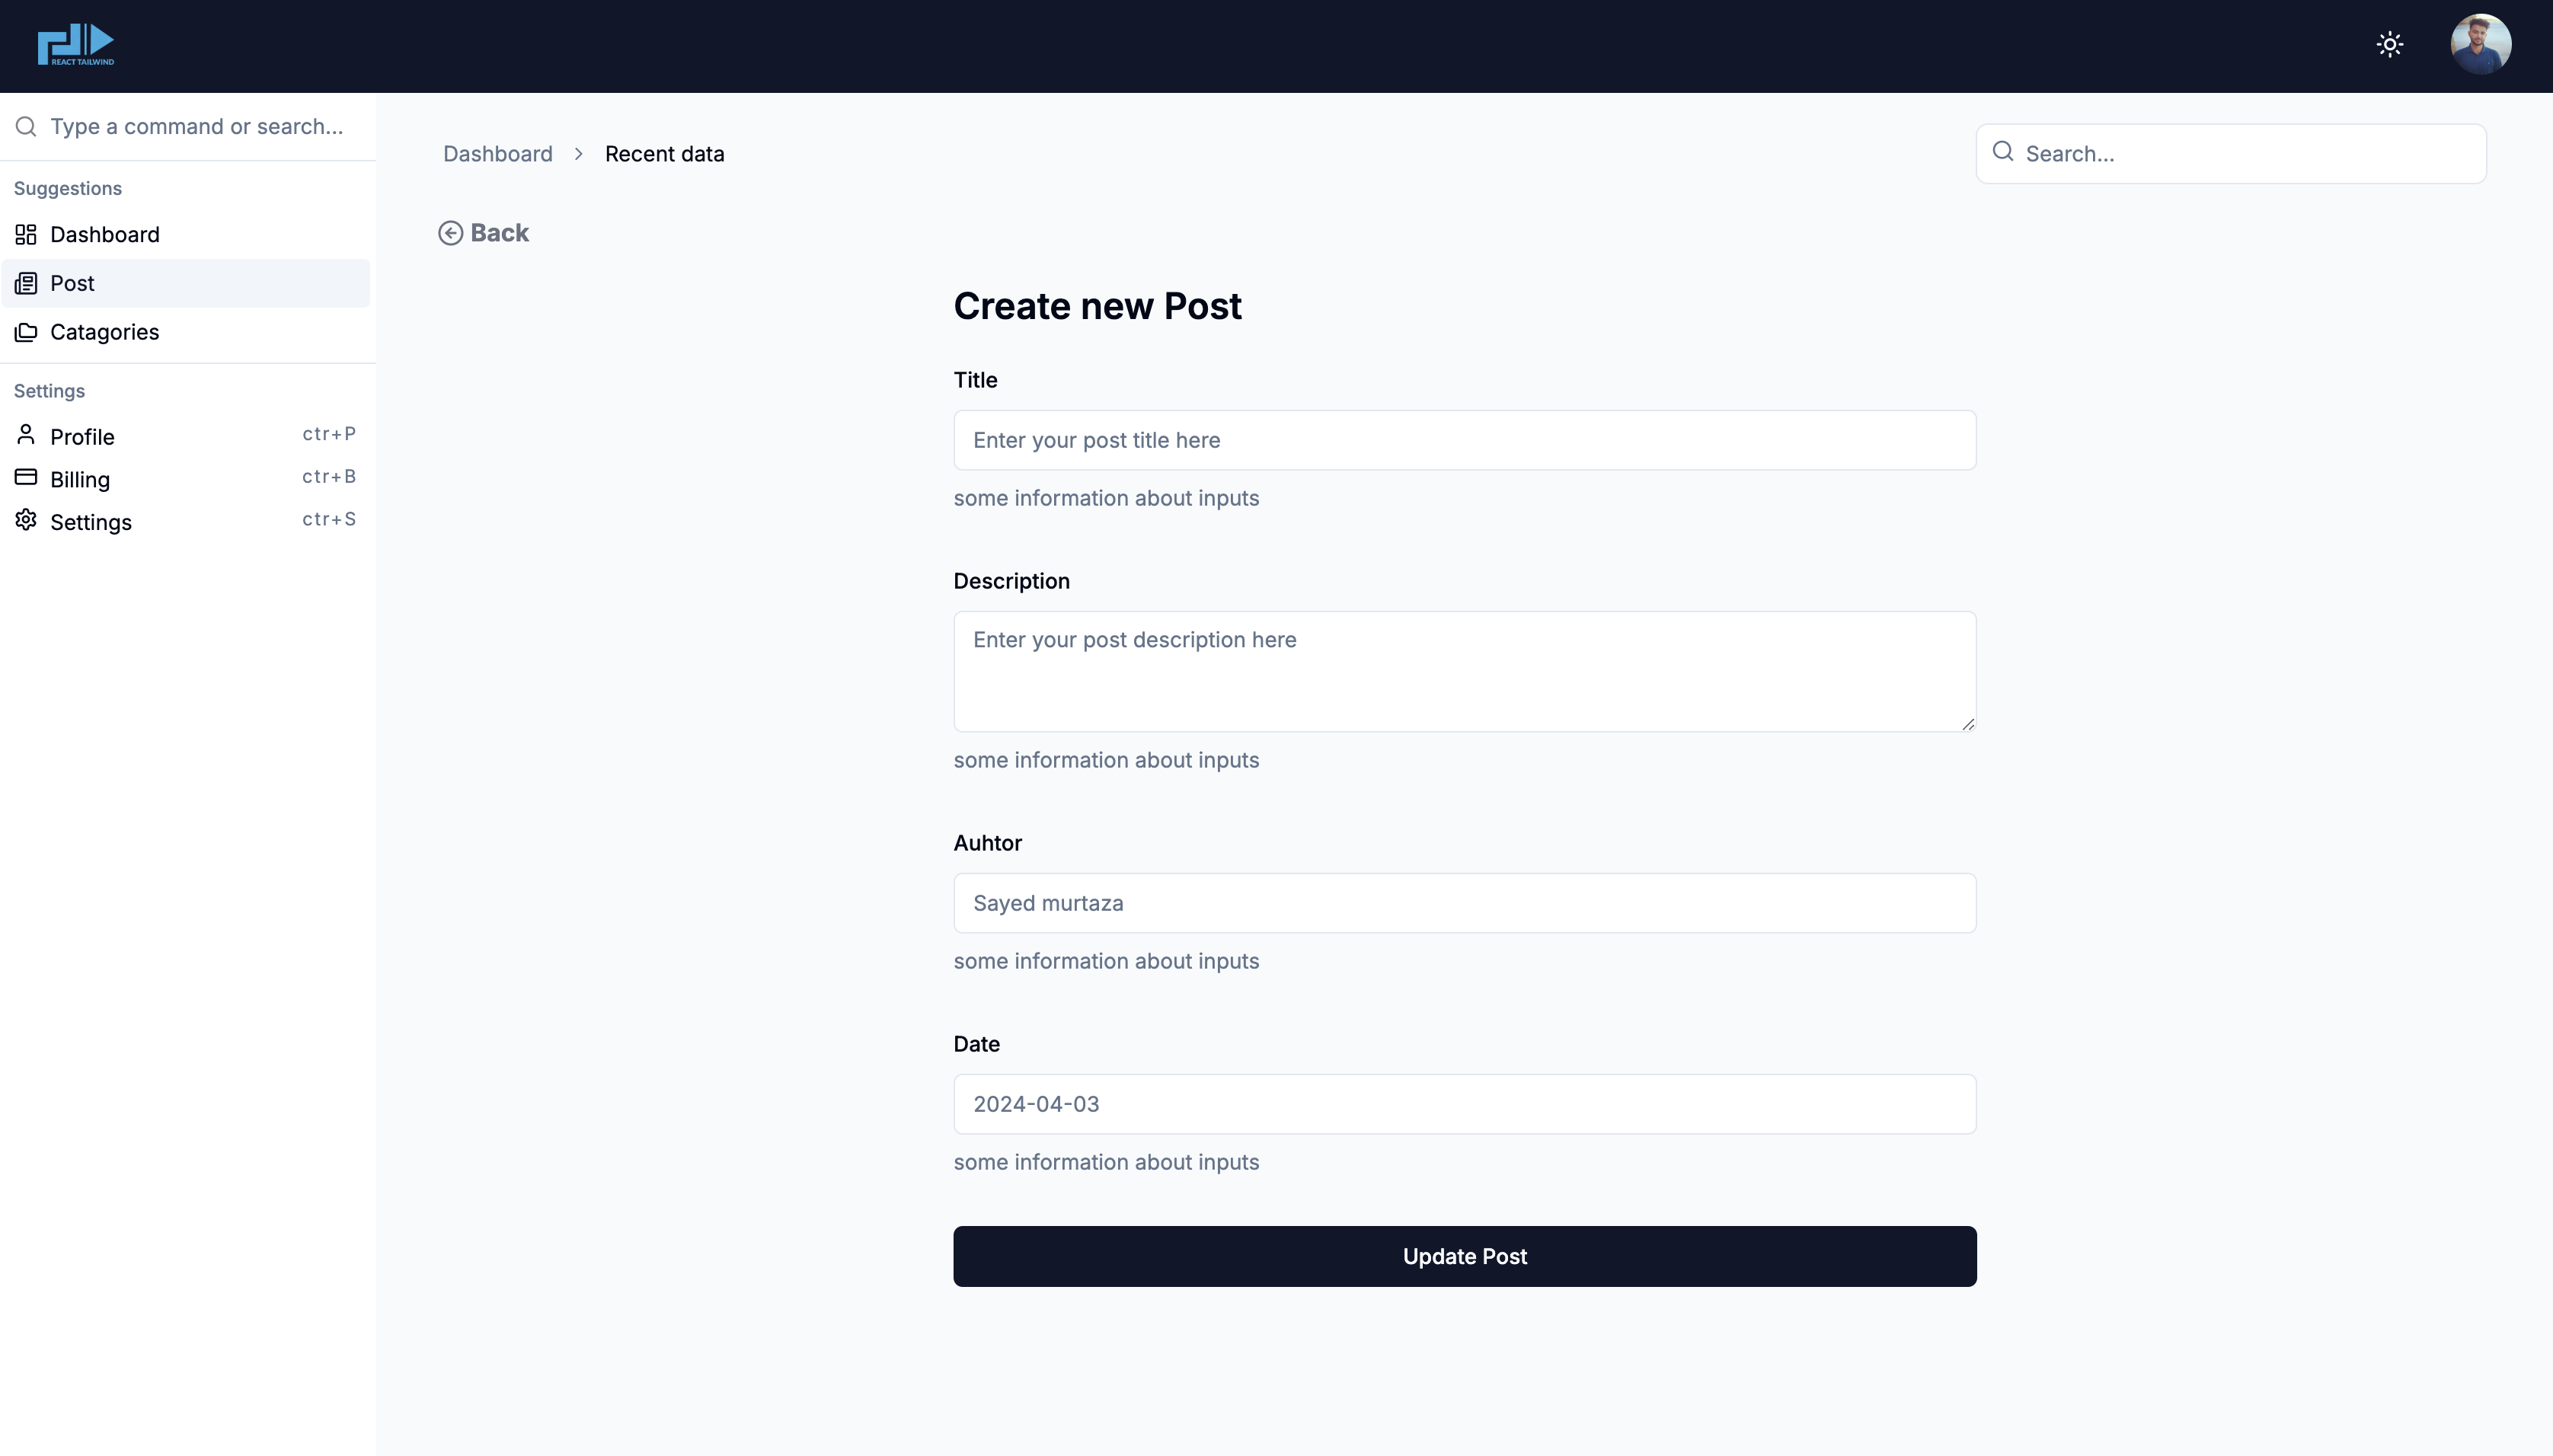 REACT TAILWIND
Type a command or search...
Suggestions
Dashboard
Post
Catagories
Settings
Profile ctr+P
Billing ctr+B
Settings ctr+S
Dashboard > Recent data
Search...
Back
Create new Post
Title
Enter your post title here
some information about inputs
Description
Enter your post description here
some information about inputs
Auhtor
Sayed murtaza
some information about inputs
Date
2024-04-03
some information about inputs
Update Post